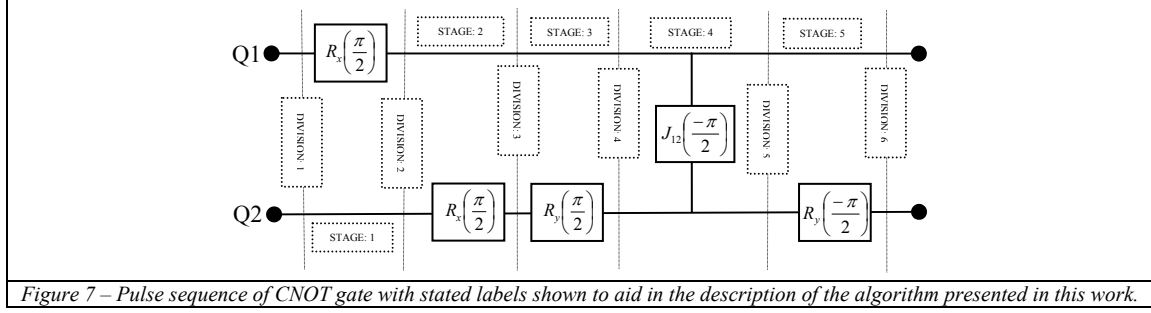 STAGE: 2 STAGE: 3 STAGE: 4 STAGE: 5
Q1 R_x(π/2)
DIVISION: 1
DIVISION: 2
DIVISION: 3
DIVISION: 4
J_12(-π/2)
DIVISION: 5
DIVISION: 6
Q2 R_x(π/2) R_y(π/2) R_y(-π/2)
STAGE: 1
Figure 7 – Pulse sequence of CNOT gate with stated labels shown to aid in the description of the algorithm presented in this work.